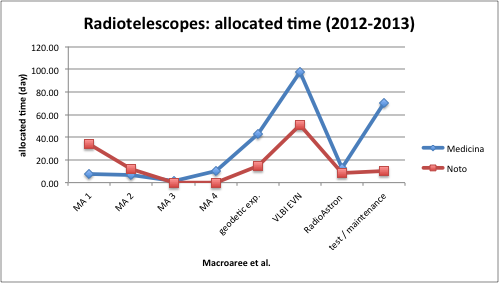 Radiotelescopes: allocated time (2012-2013)
120.00
100.00
80.00
60.00
40.00
20.00
0.00
allocated time (day)
MA 1
MA 2
MA 3
MA 4
geodetic exp.
VLBI EVN
RadioAstron
test / maintenance
Medicina
Noto
Macroaree et al.